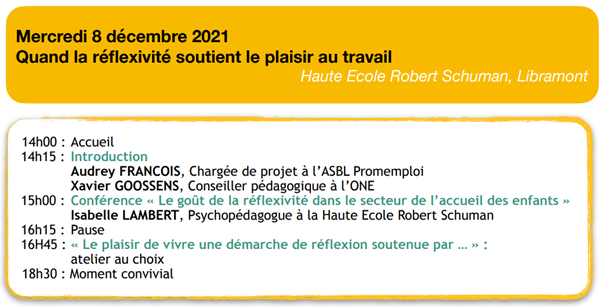 Mercredi 8 décembre 2021
Quand la réflexivité soutient le plaisir au travail
Haute Ecole Robert Schuman, Libramont
14h00 : Accueil
14h15 : Introduction
Audrey FRANCOIS, Chargée de projet à l'ASBL Promemploi
Xavier GOOSSENS, Conseiller pédagogique à l'ONE
15h00 : Conférence « Le goût de la réflexivité dans le secteur de l'accueil des enfants »
Isabelle LAMBERT, Psychopédagogue à la Haute Ecole Robert Schuman
16h15 : Pause
16H45 : « Le plaisir de vivre une démarche de réflexion soutenue par … » :
atelier au choix
18h30 : Moment convivial